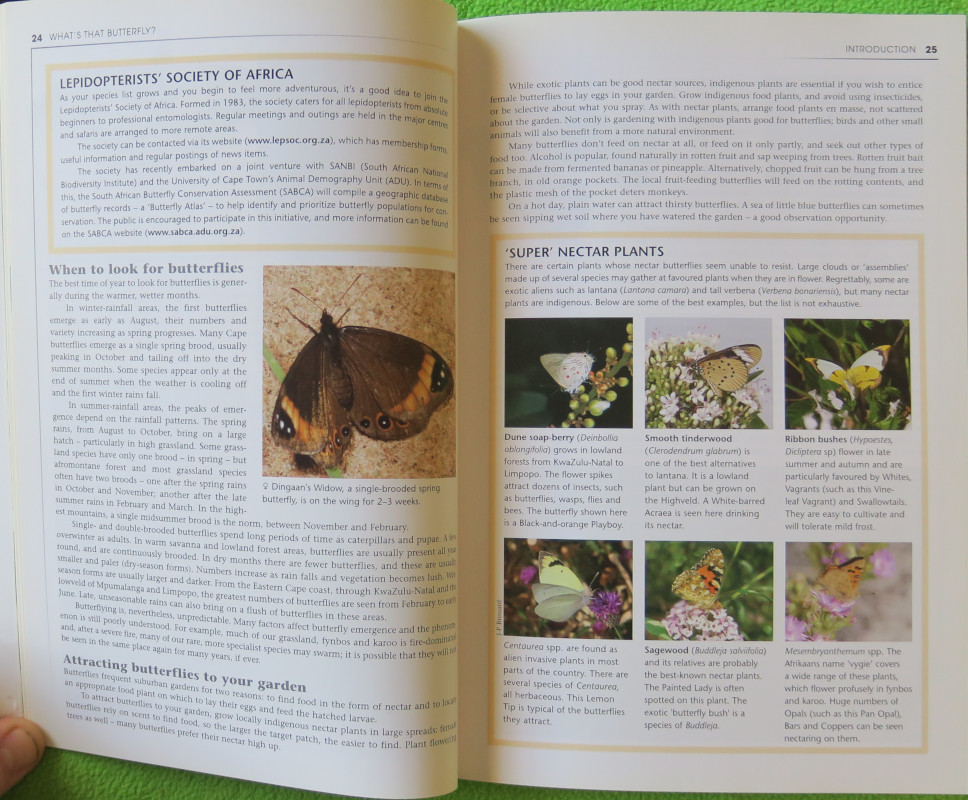 24 WHAT'S THAT BUTTERFLY?
LEPIDOPTERISTS' SOCIETY OF AFRICA
As your species list grows and you begin to feel more adventurous, it's a good idea to join the
Lepidopterists' Society of Africa. Formed in 1983, the society caters for all lepidopterists from absolute
beginners to professional entomologists. Regular meetings and outings are held in the major centres
and safaris are arranged to more remote areas.
The society can be contacted via its website (www.lepsoc.org.za), which has membership forms,
useful information and regular postings of news items.
The society has recently embarked on a joint venture with SANBI (South African National
Biodiversity Institute) and the University of Cape Town's Animal Demography Unit (ADU). In terms of
this, the South African Butterfly Conservation Assessment (SABCA) will compile a geographic database
of butterfly records – a 'Butterfly Atlas' – to help identify and prioritize butterfly populations for con-
servation. The public is encouraged to participate in this initiative, and more information can be found
on the SABCA website (www.sabca.adu.org.za).
When to look for butterflies
The best time of year to look for butterflies is gener-
ally during the warmer, wetter months.
In winter-rainfall areas, the first butterflies
emerge as early as August, their numbers and
variety increasing as spring progresses. Many Cape
butterflies emerge as a single spring brood, usually
peaking in October and tailing off into the dry
summer months. Some species appear only at the
end of summer when the weather is cooling off
and the first winter rains fall.
In summer-rainfall areas, the peaks of emer-
gence depend on the rainfall patterns. The spring
rains, from August to October, bring on a large
hatch – particularly in high grassland. Some grass-
land species have only one brood – in spring – but
afromontane forest and most grassland species
often have two broods – one after the spring rains
in October and November; another after the late
summer rains in February and March. In the high-
est mountains, a single midsummer brood is the norm, between November and February.
♀ Dingaan's Widow, a single-brooded spring
butterfly, is on the wing for 2–3 weeks.
Single- and double-brooded butterflies spend long periods of time as caterpillars and pupae. A few
overwinter as adults. In warm savanna and lowland forest areas, butterflies are usually present all year
round, and are continuously brooded. In dry months there are fewer butterflies, and these are usually
smaller and paler (dry-season forms). Numbers increase as rain falls and vegetation becomes lush. Wet
season forms are usually larger and darker. From the Eastern Cape coast, through KwaZulu-Natal and the
lowveld of Mpumalanga and Limpopo, the greatest numbers of butterflies are seen from February to early
June. Late, unseasonable rains can also bring on a flush of butterflies in these areas.
Butterflying is, nevertheless, unpredictable. Many factors affect butterfly emergence and the phenom-
enon is still poorly understood. For example, much of our grassland, fynbos and karoo is fire-dominated
and, after a severe fire, many of our rare, more specialist species may swarm; it is possible that they will not
be seen in the same place again for many years, if ever.
Attracting butterflies to your garden
Butterflies frequent suburban gardens for two reasons: to find food in the form of nectar and to locate
an appropriate food plant on which to lay their eggs and feed the hatched larvae.
To attract butterflies to your garden, grow locally indigenous nectar plants in large spreads; female
butterflies rely on scent to find food, so the larger the target patch, the easier to find. Plant flowering
trees as well – many butterflies prefer their nectar high up.
INTRODUCTION 25
While exotic plants can be good nectar sources, indigenous plants are essential if you wish to entice
female butterflies to lay eggs in your garden. Grow indigenous food plants, and avoid using insecticides,
or be selective about what you spray. As with nectar plants, arrange food plants en masse, not scattered
about the garden. Not only is gardening with indigenous plants good for butterflies; birds and other small
animals will also benefit from a more natural environment.
Many butterflies don't feed on nectar at all, or feed on it only partly, and seek out other types of
food too. Alcohol is popular, found naturally in rotten fruit and sap weeping from trees. Rotten fruit bait
can be made from fermented bananas or pineapple. Alternatively, chopped fruit can be hung from a tree
branch, in old orange pockets. The local fruit-feeding butterflies will feed on the rotting contents, and
the plastic mesh of the pocket deters monkeys.
On a hot day, plain water can attract thirsty butterflies. A sea of little blue butterflies can sometimes
be seen sipping wet soil where you have watered the garden – a good observation opportunity.
'SUPER' NECTAR PLANTS
There are certain plants whose nectar butterflies seem unable to resist. Large clouds or 'assemblies'
made up of several species may gather at favoured plants when they are in flower. Regrettably, some are
exotic aliens such as lantana (Lantana camara) and tall verbena (Verbena bonariensis), but many nectar
plants are indigenous. Below are some of the best examples, but the list is not exhaustive.
Dune soap-berry (Deinbollia
oblongifolia) grows in lowland
forests from KwaZulu-Natal to
Limpopo. The flower spikes
attract dozens of insects, such
as butterflies, wasps, flies and
bees. The butterfly shown here
is a Black-and-orange Playboy.
Smooth tinderwood
(Clerodendrum glabrum) is
one of the best alternatives
to lantana. It is a lowland
plant but can be grown on
the Highveld. A White-barred
Acraea is seen here drinking
its nectar.
Ribbon bushes (Hypoestes,
Dicliptera sp) flower in late
summer and autumn and are
particularly favoured by Whites,
Vagrants (such as this Vine-
leaf Vagrant) and Swallowtails.
They are easy to cultivate and
will tolerate mild frost.
Centaurea spp. are found as
alien invasive plants in most
parts of the country. There are
several species of Centaurea,
all herbaceous. This Lemon
Tip is typical of the butterflies
they attract.
Sagewood (Buddleja salviifolia)
and its relatives are probably
the best-known nectar plants.
The Painted Lady is often
spotted on this plant. The
exotic 'butterfly bush' is a
species of Buddleja.
Mesembryanthemum spp. The
Afrikaans name 'vygie' covers
a wide range of these plants,
which flower profusely in fynbos
and karoo. Huge numbers of
Opals (such as this Pan Opal),
Bars and Coppers can be seen
nectaring on them.